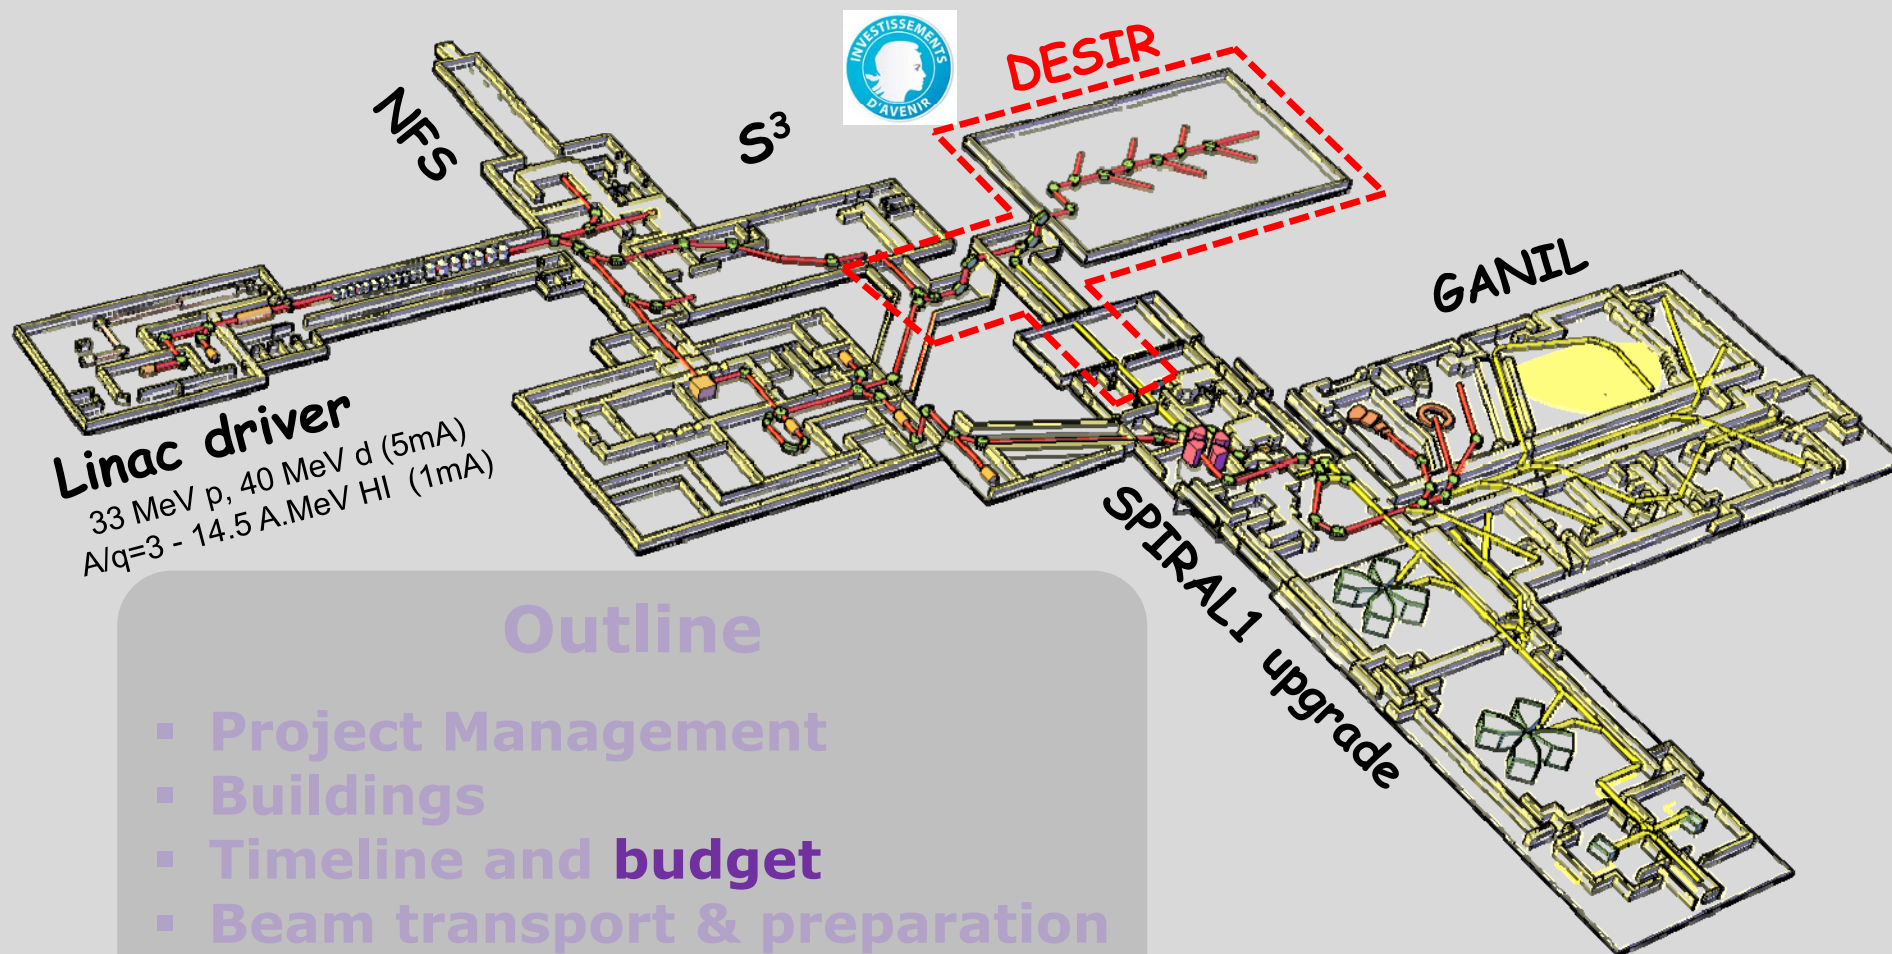 INVESTISSEMENTS
D'AVENIR
DESIR
NFS
S³
GANIL
Linac driver
33 MeV p, 40 MeV d (5mA)
A/q=3 - 14.5 A.MeV HI (1mA)
SPIRAL1 upgrade
Outline
▪ Project Management
▪ Buildings
▪ Timeline and budget
▪ Beam transport & preparation